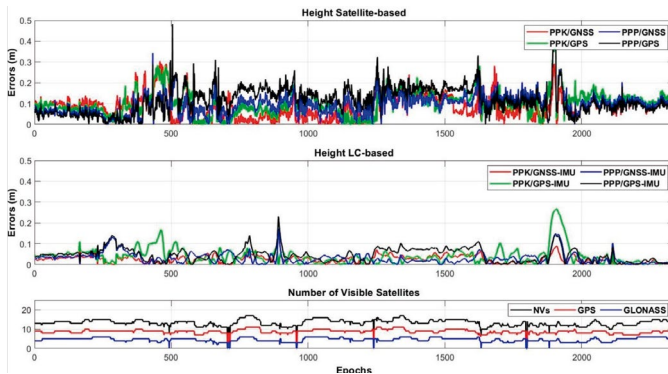 Height Satellite-based
0.5
0.4
0.3
0.2
0.1
0
Errors (m)
PPK/GNSS
PPP/GNSS
PPK/GPS
PPP/GPS
0
500
1000
1500
2000
Height LC-based
0.5
0.4
0.3
0.2
0.1
0
Errors (m)
PPK/GNSS-IMU
PPP/GNSS-IMU
PPK/GPS-IMU
PPP/GPS-IMU
0
500
1000
1500
2000
Number of Visible Satellites
20
10
0
NVs
GPS
GLONASS
0
500
1000
1500
2000
Epochs